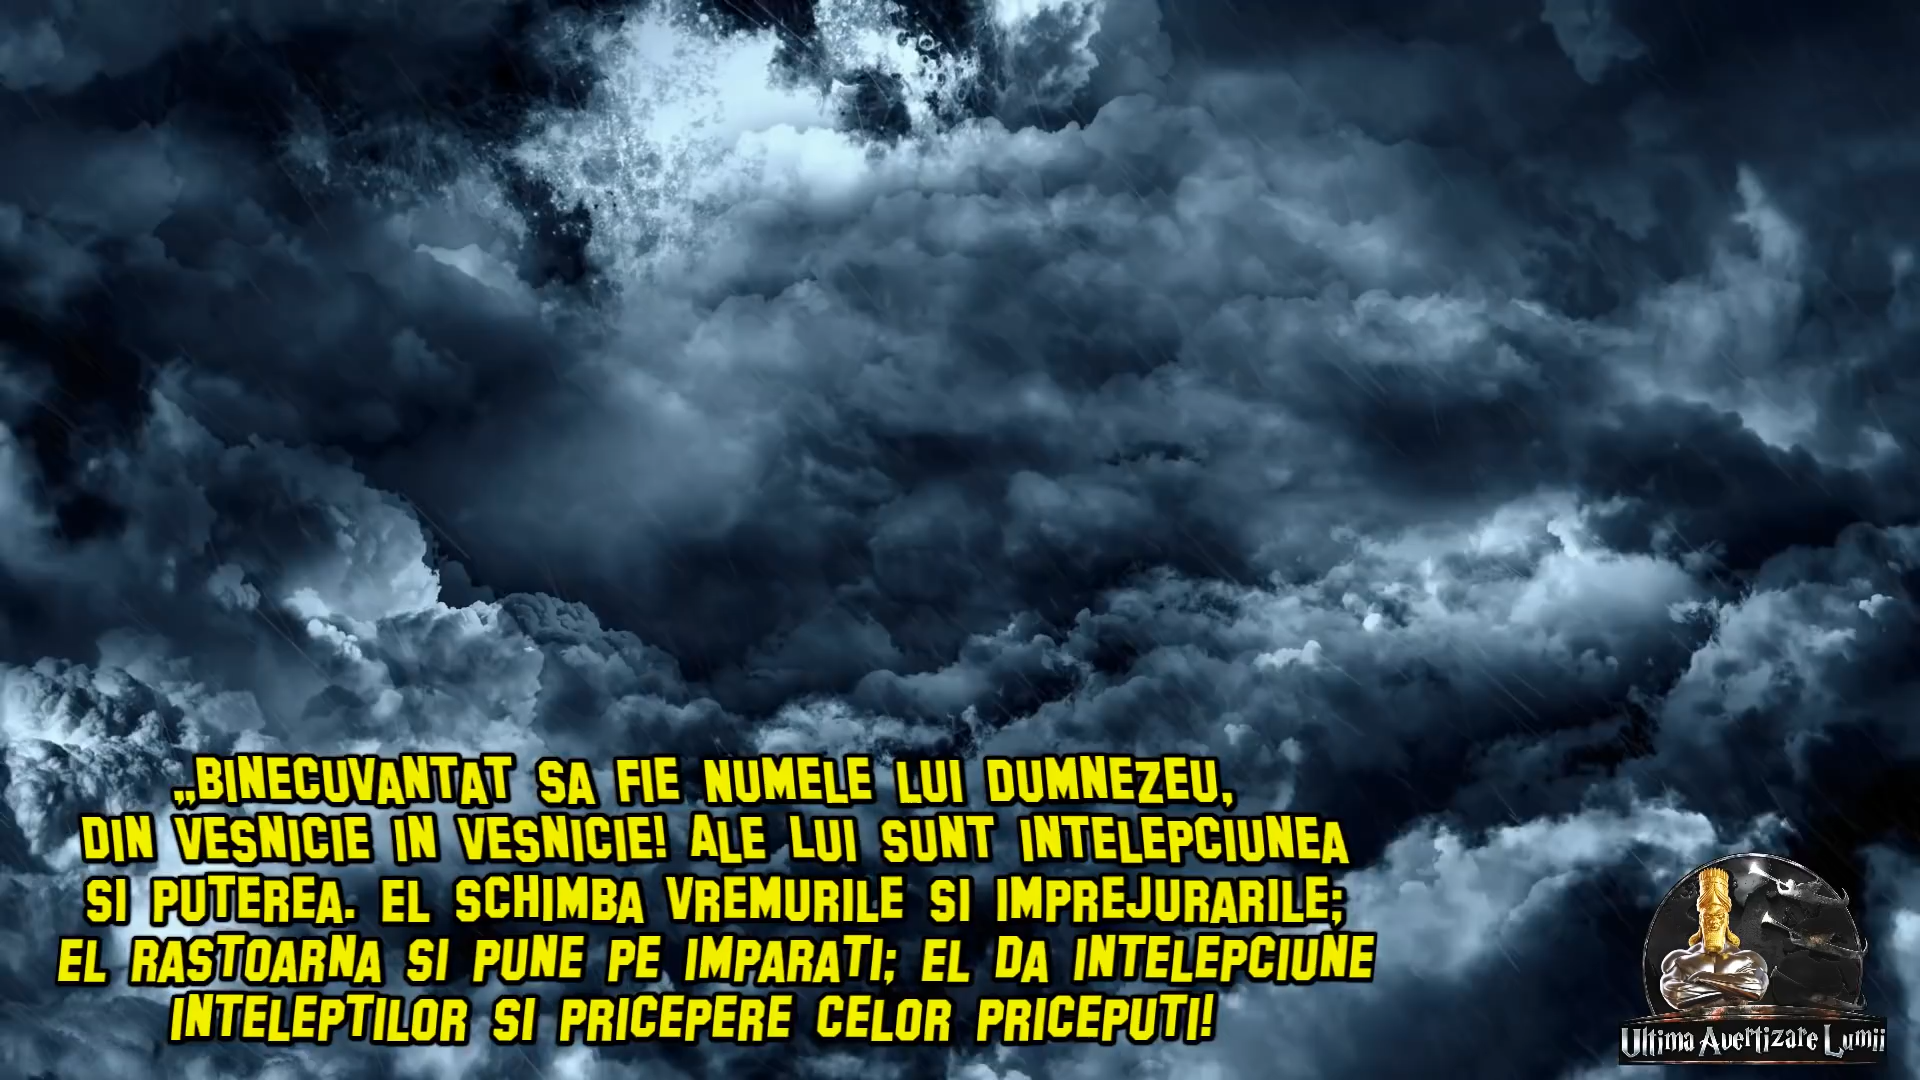 „BINECUVANTAT SA FIE NUMELE LUI DUMNEZEU,
DIN VESNICIE IN VESNICIE! ALE LUI SUNT INTELEPCIUNEA
SI PUTEREA. EL SCHIMBA VREMURILE SI IMPREJURARILE;
EL RASTOARNA SI PUNE PE IMPARATI; EL DA INTELEPCIUNE
INTELEPTILOR SI PRICEPERE CELOR PRICEPUTI!
Ultima Avertizare Lumii